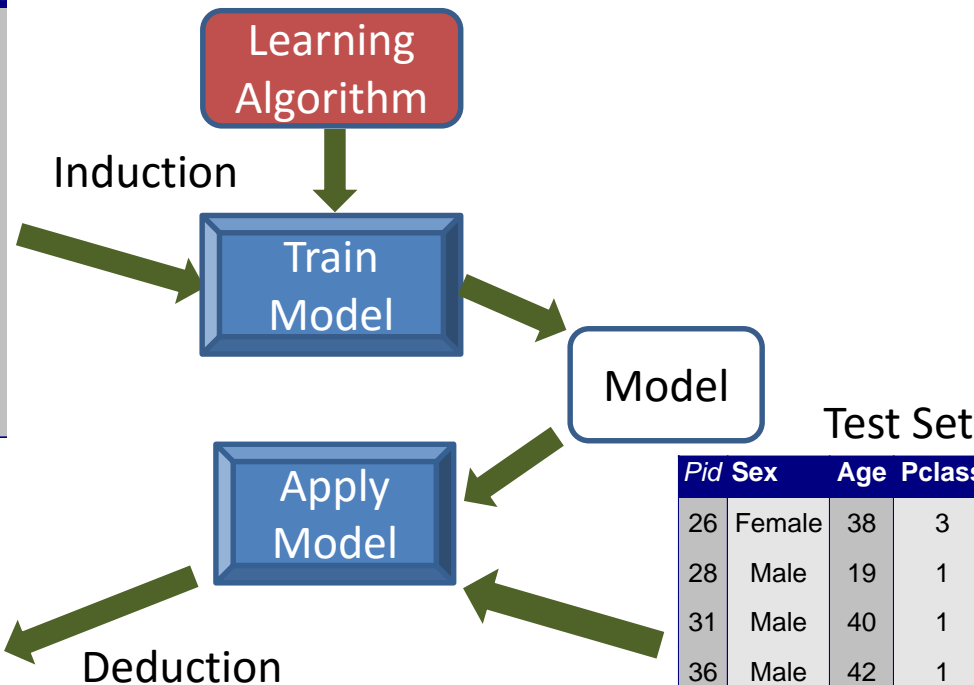 Learning
Algorithm
Induction
Train
Model
Model
Test Set
Apply
Model
Pid Sex Age Pclass
26 Female 38 3
28 Male 19 1
31 Male 40 1
36 Male 42 1
Deduction